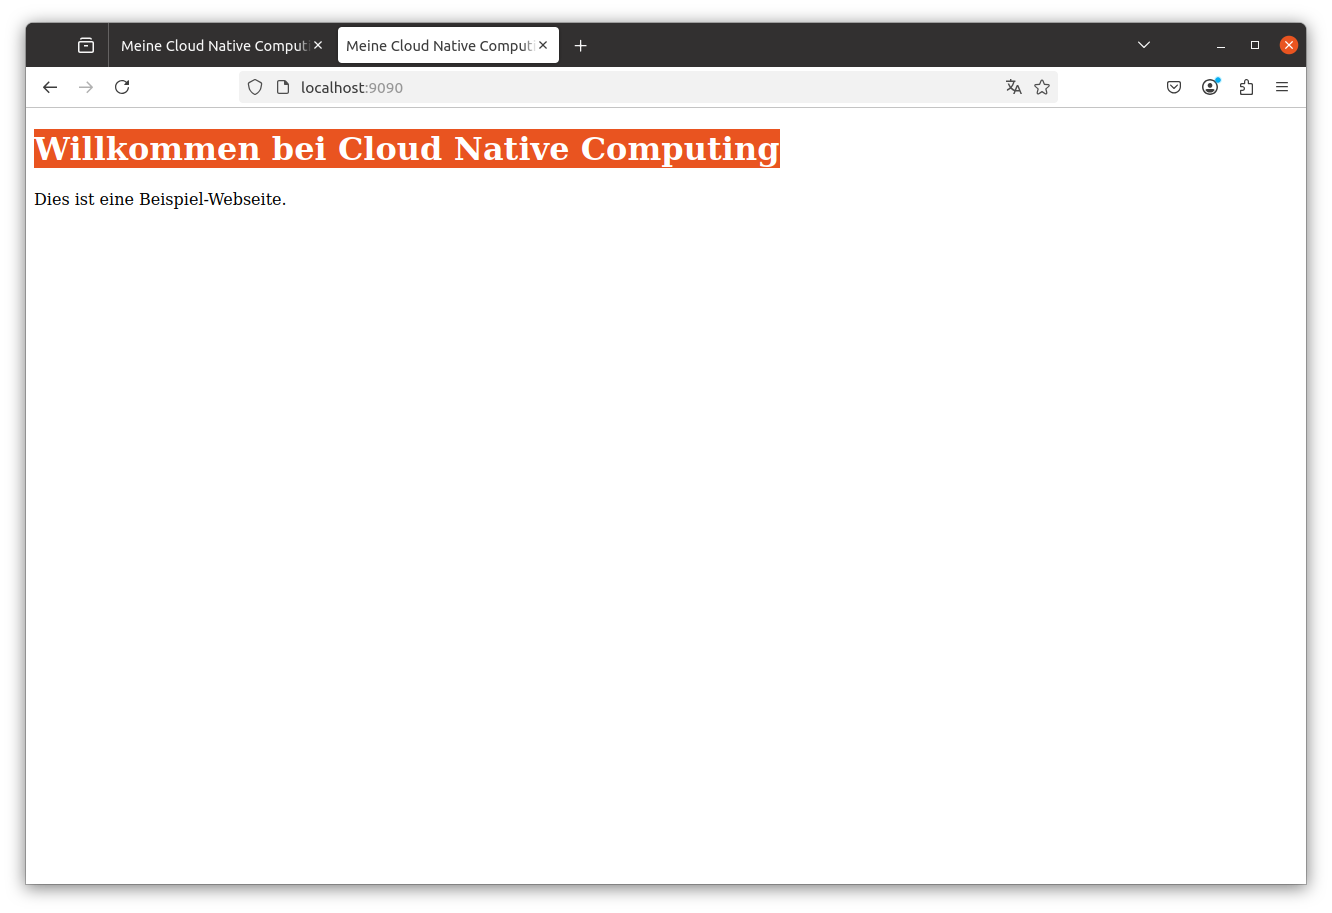 Meine Cloud Native Computi
Meine Cloud Native Comput
localhost:9090
Willkommen bei Cloud Native Computing
Dies ist eine Beispiel-Webseite.